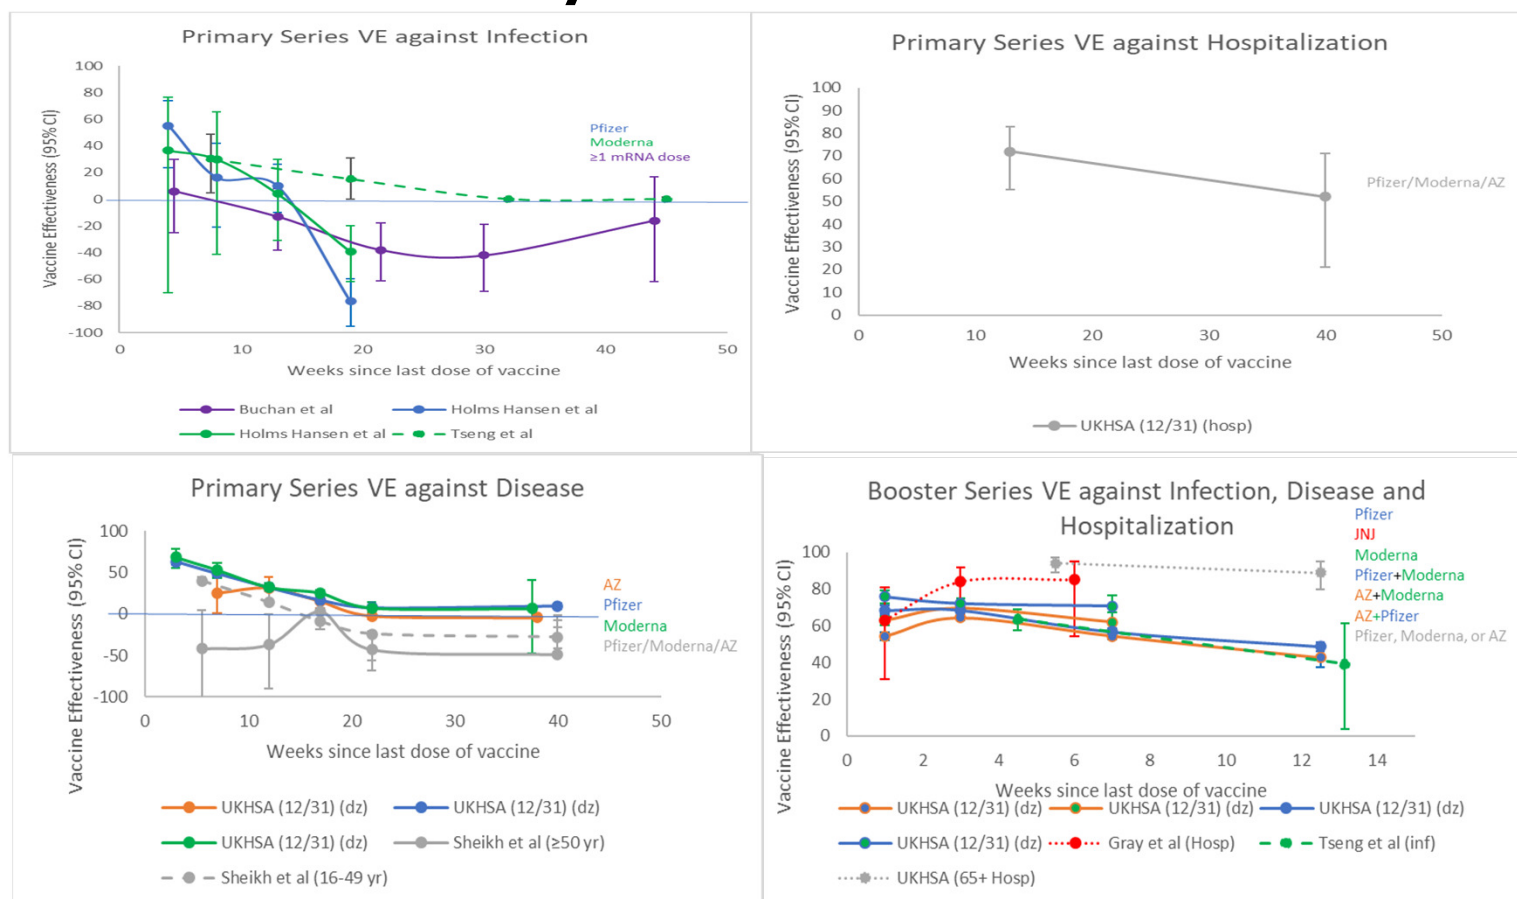 Primary Series VE against Infection
Vaccine Effectiveness (95% CI)
100
80
60
40
20
0
-20
-40
-60
-80
-100
0 10 20 30 40 50
Weeks since last dose of vaccine
Pfizer
Moderna
≥1 mRNA dose
Buchan et al Holms Hansen et al
Holms Hansen et al Tseng et al
Primary Series VE against Hospitalization
Vaccine Effectiveness (95% CI)
100
90
80
70
60
50
40
30
20
10
0
0 10 20 30 40 50
Weeks since last dose of vaccine
Pfizer/Moderna/AZ
UKHSA (12/31) (hosp)
Primary Series VE against Disease
Vaccine Effectiveness (95% CI)
100
50
0
-50
-100
0 10 20 30 40 50
Weeks since last dose of vaccine
AZ
Pfizer
Moderna
Pfizer/Moderna/AZ
UKHSA (12/31) (dz) UKHSA (12/31) (dz)
UKHSA (12/31) (dz) Sheikh et al (≥50 yr)
Sheikh et al (16-49 yr)
Booster Series VE against Infection, Disease and
Hospitalization
Vaccine Effectiveness (95% CI)
100
80
60
40
20
0
0 2 4 6 8 10 12 14
Weeks since last dose of vaccine
Pfizer
JNJ
Moderna
Pfizer+Moderna
AZ+Moderna
AZ+Pfizer
Pfizer, Moderna, or AZ
UKHSA (12/31) (dz) UKHSA (12/31) (dz) UKHSA (12/31) (dz)
UKHSA (12/31) (dz) Gray et al (Hosp) Tseng et al (inf)
UKHSA (65+ Hosp)